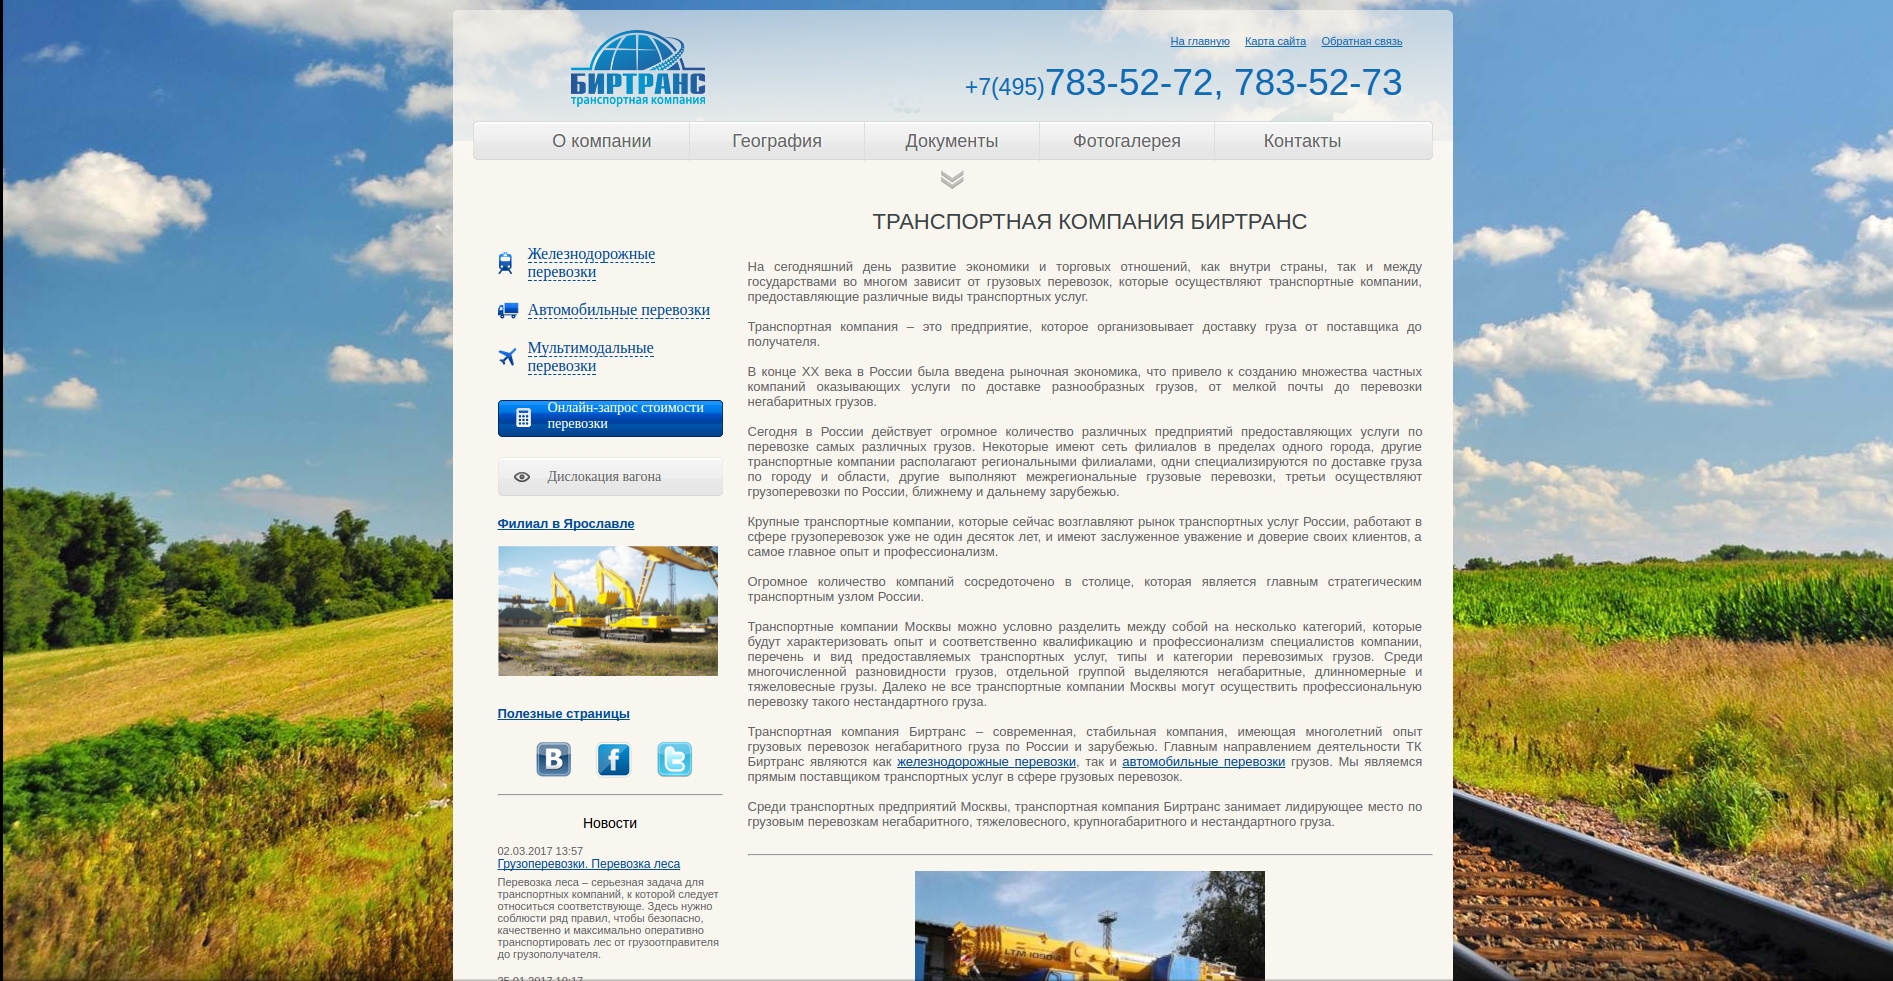 БИРТРАНС
транспортная компания
На главную Карта сайта Обратная связь
+7(495)783-52-72, 783-52-73
О компании География Документы Фотогалерея Контакты
Железнодорожные
перевозки
Автомобильные перевозки
Мультимодальные
перевозки
Онлайн-запрос стоимости
перевозки
Дислокация вагона
Филиал в Ярославле
Полезные страницы
Новости
02.03.2017 13:57
Грузоперевозки. Перевозка леса
Перевозка леса – серьезная задача для
транспортных компаний, к которой следует
относиться соответствующе. Здесь нужно
соблюсти ряд правил, чтобы безопасно,
качественно и максимально оперативно
транспортировать лес от грузоотправителя
до грузополучателя.
ТРАНСПОРТНАЯ КОМПАНИЯ БИРТРАНС
На сегодняшний день развитие экономики и торговых отношений, как внутри страны, так и между
государствами во многом зависит от грузовых перевозок, которые осуществляют транспортные компании,
предоставляющие различные виды транспортных услуг.
Транспортная компания – это предприятие, которое организовывает доставку груза от поставщика до
получателя.
В конце XX века в России была введена рыночная экономика, что привело к созданию множества частных
компаний оказывающих услуги по доставке разнообразных грузов, от мелкой почты до перевозки
негабаритных грузов.
Сегодня в России действует огромное количество различных предприятий предоставляющих услуги по
перевозке самых различных грузов. Некоторые имеют сеть филиалов в пределах одного города, другие
транспортные компании располагают региональными филиалами, одни специализируются по доставке груза
по городу и области, другие выполняют межрегиональные грузовые перевозки, третьи осуществляют
грузоперевозки по России, ближнему и дальнему зарубежью.
Крупные транспортные компании, которые сейчас возглавляют рынок транспортных услуг России, работают в
сфере грузоперевозок уже не один десяток лет, и имеют заслуженное уважение и доверие своих клиентов, а
самое главное опыт и профессионализм.
Огромное количество компаний сосредоточено в столице, которая является главным стратегическим
транспортным узлом России.
Транспортные компании Москвы можно условно разделить между собой на несколько категорий, которые
будут характеризовать опыт и соответственно квалификацию и профессионализм специалистов компании,
перечень и вид предоставляемых транспортных услуг, типы и категории перевозимых грузов. Среди
многочисленной разновидности грузов, отдельной группой выделяются негабаритные, длинномерные и
тяжеловесные грузы. Далеко не все транспортные компании Москвы могут осуществить профессиональную
перевозку такого нестандартного груза.
Транспортная компания Биртранс – современная, стабильная компания, имеющая многолетний опыт
грузовых перевозок негабаритного груза по России и зарубежью. Главным направлением деятельности ТК
Биртранс являются как железнодорожные перевозки, так и автомобильные перевозки грузов. Мы являемся
прямым поставщиком транспортных услуг в сфере грузовых перевозок.
Среди транспортных предприятий Москвы, транспортная компания Биртранс занимает лидирующее место по
грузовым перевозкам негабаритного, тяжеловесного, крупногабаритного и нестандартного груза.